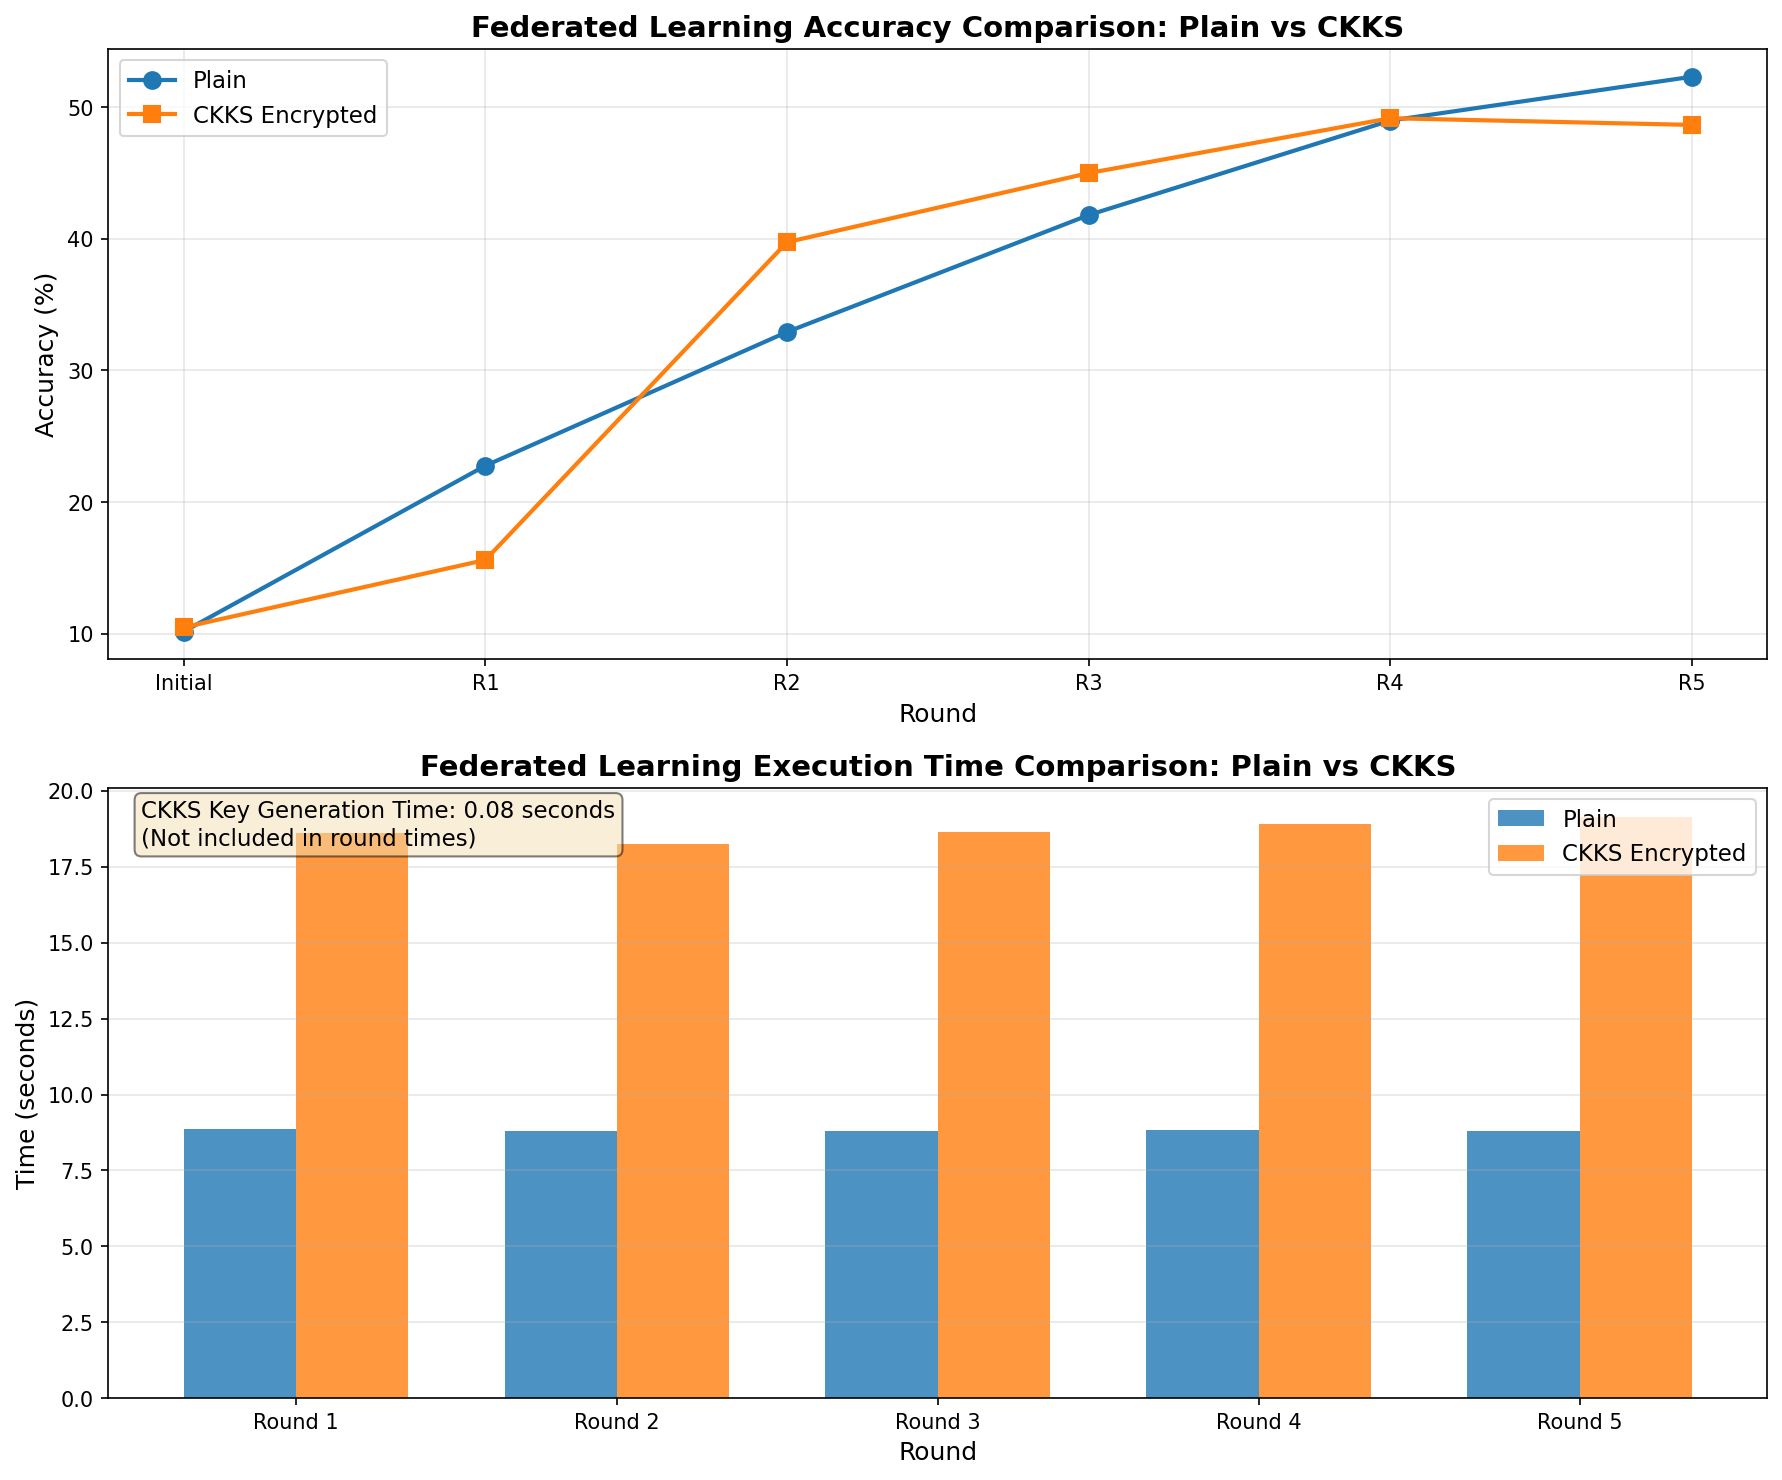 Federated Learning Accuracy Comparison: Plain vs CKKS
Plain
CKKS Encrypted
Accuracy (%)
50
40
30
20
10
Initial R1 R2 R3 R4 R5
Round
Federated Learning Execution Time Comparison: Plain vs CKKS
CKKS Key Generation Time: 0.08 seconds
(Not included in round times)
Plain
CKKS Encrypted
Time (seconds)
20.0
17.5
15.0
12.5
10.0
7.5
5.0
2.5
0.0
Round 1 Round 2 Round 3 Round 4 Round 5
Round